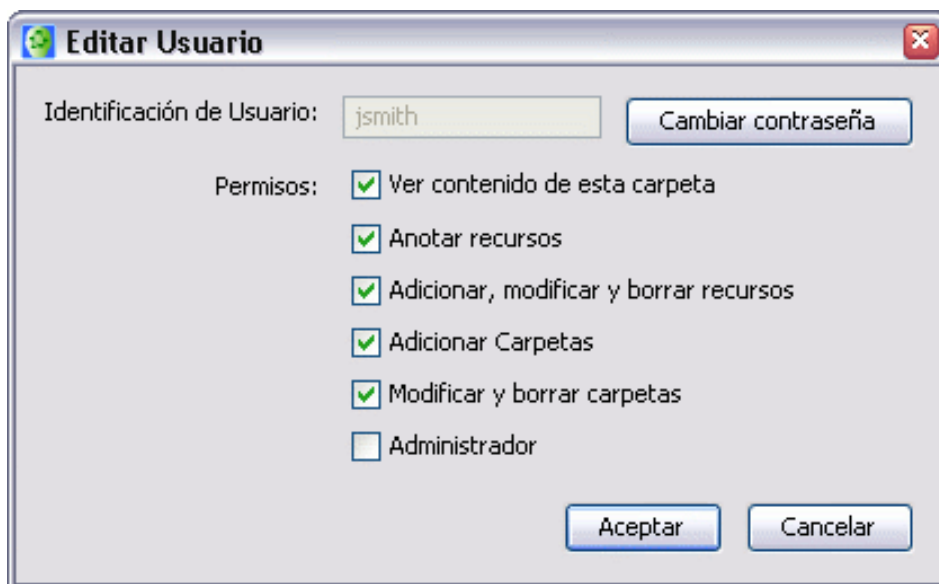 Editar Usuario
Identificación de Usuario: jsmith Cambiar contraseña
Permisos: Ver contenido de esta carpeta
Anotar recursos
Adicionar, modificar y borrar recursos
Adicionar Carpetas
Modificar y borrar carpetas
Administrador
Aceptar Cancelar